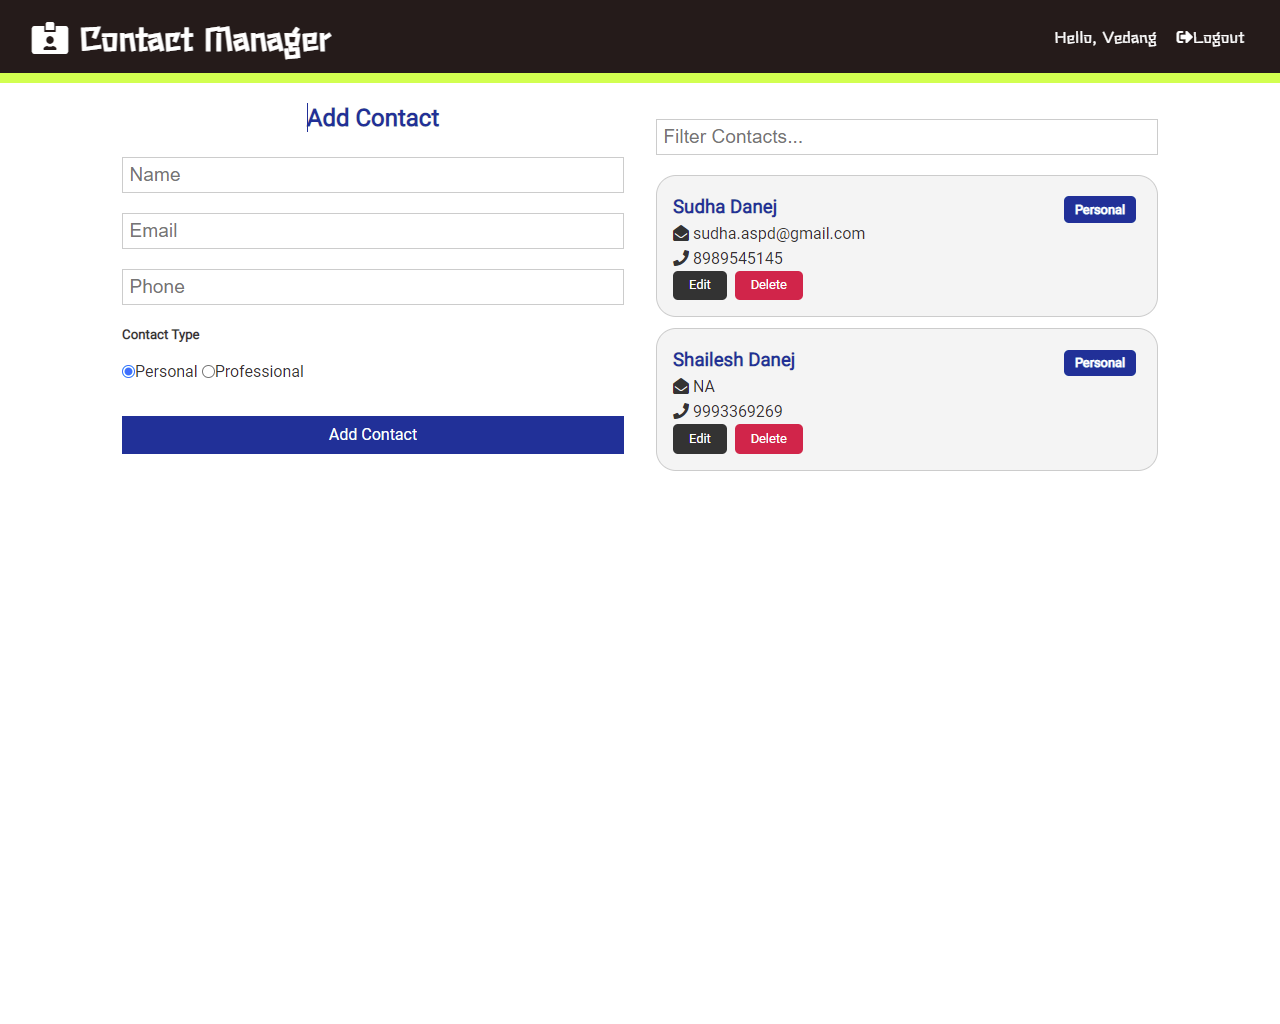 Contact Manager
Hello, Vedang
Logout
Add Contact
Name
Email
Phone
Contact Type
Personal
Professional
Add Contact
Filter Contacts...
Sudha Danej
Personal
sudha.aspd@gmail.com
8989545145
Edit
Delete
Shailesh Danej
Personal
NA
9993369269
Edit
Delete